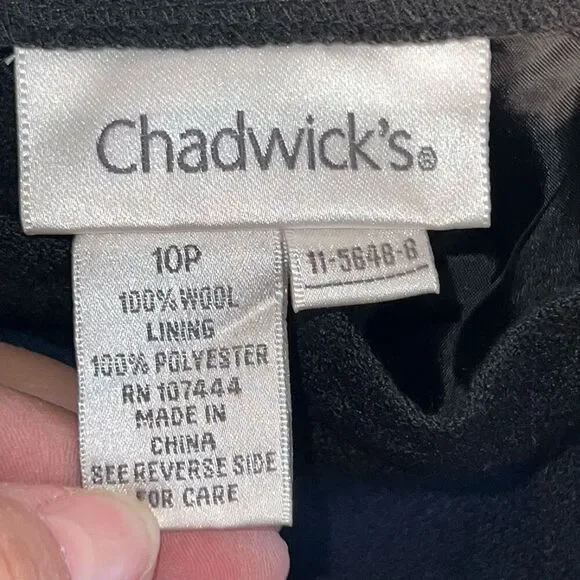 Chadwick's®
10P
100% WOOL
LINING
100% POLYESTER
RN 107444
MADE IN
CHINA
SEE REVERSE SIDE
FOR CARE
11-5648-8